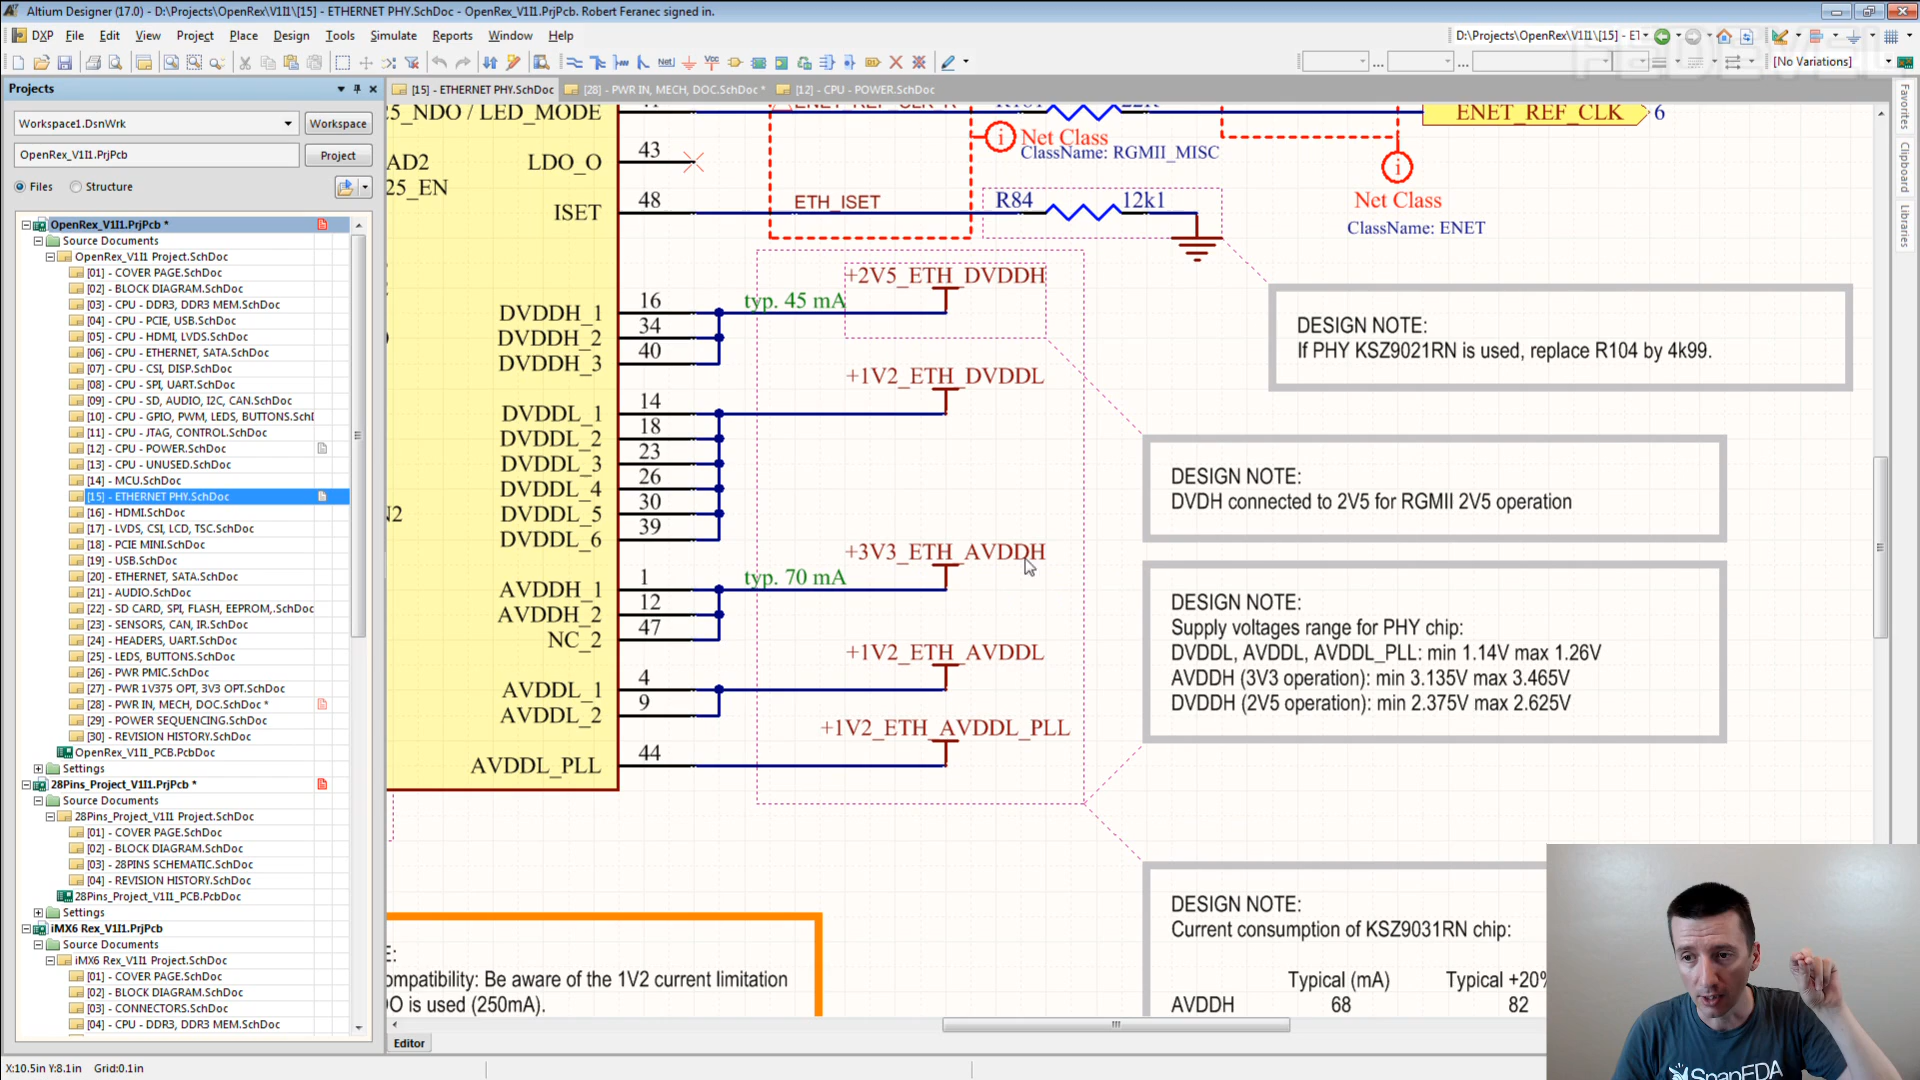 Altium Designer (17.0) - D:\Projects\OpenRex\V1I1\[15] - ETHERNET PHY.SchDoc - OpenRex_V1I1.PrjPcb. Robert Feranec signed in.
DXP File Edit View Project Place Design Tools Simulate Reports Window Help
D:\Projects\OpenRex\V1I1\[15] - E1
[No Variations]
FEDEVEL
Projects
[15] - ETHERNET PHY.SchDoc
[28] - PWR IN, MECH, DOC.SchDoc *
[12] - CPU - POWER.SchDoc
Workspace1.DsnWrk
Workspace
OpenRex_V1I1.PrjPcb
Project
Files
Structure
OpenRex_V1I1.PrjPcb *
Source Documents
OpenRex_V1I1 Project.SchDoc
[01] - COVER PAGE.SchDoc
[02] - BLOCK DIAGRAM.SchDoc
[03] - CPU - DDR3, DDR3 MEM.SchDoc
[04] - CPU - PCIE, USB.SchDoc
[05] - CPU - HDMI, LVDS.SchDoc
[06] - CPU - ETHERNET, SATA.SchDoc
[07] - CPU - CSI, DISP.SchDoc
[08] - CPU - SPI, UART.SchDoc
[09] - CPU - SD, AUDIO, I2C, CAN.SchDoc
[10] - CPU - GPIO, PWM, LEDS, BUTTONS.Schl
[11] - CPU - JTAG, CONTROL.SchDoc
[12] - CPU - POWER.SchDoc
[13] - CPU - UNUSED.SchDoc
[14] - MCU.SchDoc
[15] - ETHERNET PHY.SchDoc
[16] - HDMI.SchDoc
[17] - LVDS, CSI, LCD, TSC.SchDoc
[18] - PCIE MINI.SchDoc
[19] - USB.SchDoc
[20] - ETHERNET, SATA.SchDoc
[21] - AUDIO.SchDoc
[22] - SD CARD, SPI, FLASH, EEPROM,.SchDoc
[23] - SENSORS, CAN, IR.SchDoc
[24] - HEADERS, UART.SchDoc
[25] - LEDS, BUTTONS.SchDoc
[26] - PWR PMIC.SchDoc
[27] - PWR 1V375 OPT, 3V3 OPT.SchDoc
[28] - PWR IN, MECH, DOC.SchDoc *
[29] - POWER SEQUENCING.SchDoc
[30] - REVISION HISTORY.SchDoc
OpenRex_V1I1_PCB.PcbDoc
Settings
28Pins_Project_V1I1.PrjPcb *
Source Documents
28Pins_Project_V1I1 Project.SchDoc
[01] - COVER PAGE.SchDoc
[02] - BLOCK DIAGRAM.SchDoc
[03] - 28PINS SCHEMATIC.SchDoc
[04] - REVISION HISTORY.SchDoc
28Pins_Project_V1I1_PCB.PcbDoc
Settings
iMX6 Rex_V1I1.PrjPcb
Source Documents
iMX6 Rex_V1I1 Project.SchDoc
[01] - COVER PAGE.SchDoc
[02] - BLOCK DIAGRAM.SchDoc
[03] - CONNECTORS.SchDoc
[04] - CPU - DDR3, DDR3 MEM.SchDoc
25_NDO / LED_MODE
AD2
25_EN
N2
LDO_O 43
ISET 48
ETH_ISET
R84 12k1
Net Class
ClassName: RGMII_MISC
ENET_REF_CLK 6
Net Class
ClassName: ENET
DVDDH_1 16
DVDDH_2 34
DVDDH_3 40
typ. 45 mA
+2V5_ETH_DVDDH
DVDDL_1 14
DVDDL_2 18
DVDDL_3 23
DVDDL_4 26
DVDDL_5 30
DVDDL_6 39
+1V2_ETH_DVDDL
AVDDH_1 1
AVDDH_2 12
NC_2 47
typ. 70 mA
+3V3_ETH_AVDDH
AVDDL_1 4
AVDDL_2 9
+1V2_ETH_AVDDL
AVDDL_PLL 44
+1V2_ETH_AVDDL_PLL
DESIGN NOTE:
If PHY KSZ9021RN is used, replace R104 by 4k99.
DESIGN NOTE:
DVDH connected to 2V5 for RGMII 2V5 operation
DESIGN NOTE:
Supply voltages range for PHY chip:
DVDDL, AVDDL, AVDDL_PLL: min 1.14V max 1.26V
AVDDH (3V3 operation): min 3.135V max 3.465V
DVDDH (2V5 operation): min 2.375V max 2.625V
DESIGN NOTE:
Current consumption of KSZ9031RN chip:
Typical (mA) Typical +20%
AVDDH 68 82
E:
ompatibility: Be aware of the 1V2 current limitation
DO is used (250mA).
Favorites
Clipboard
Libraries
Editor
X:10.5in Y:8.1in Grid:0.1in